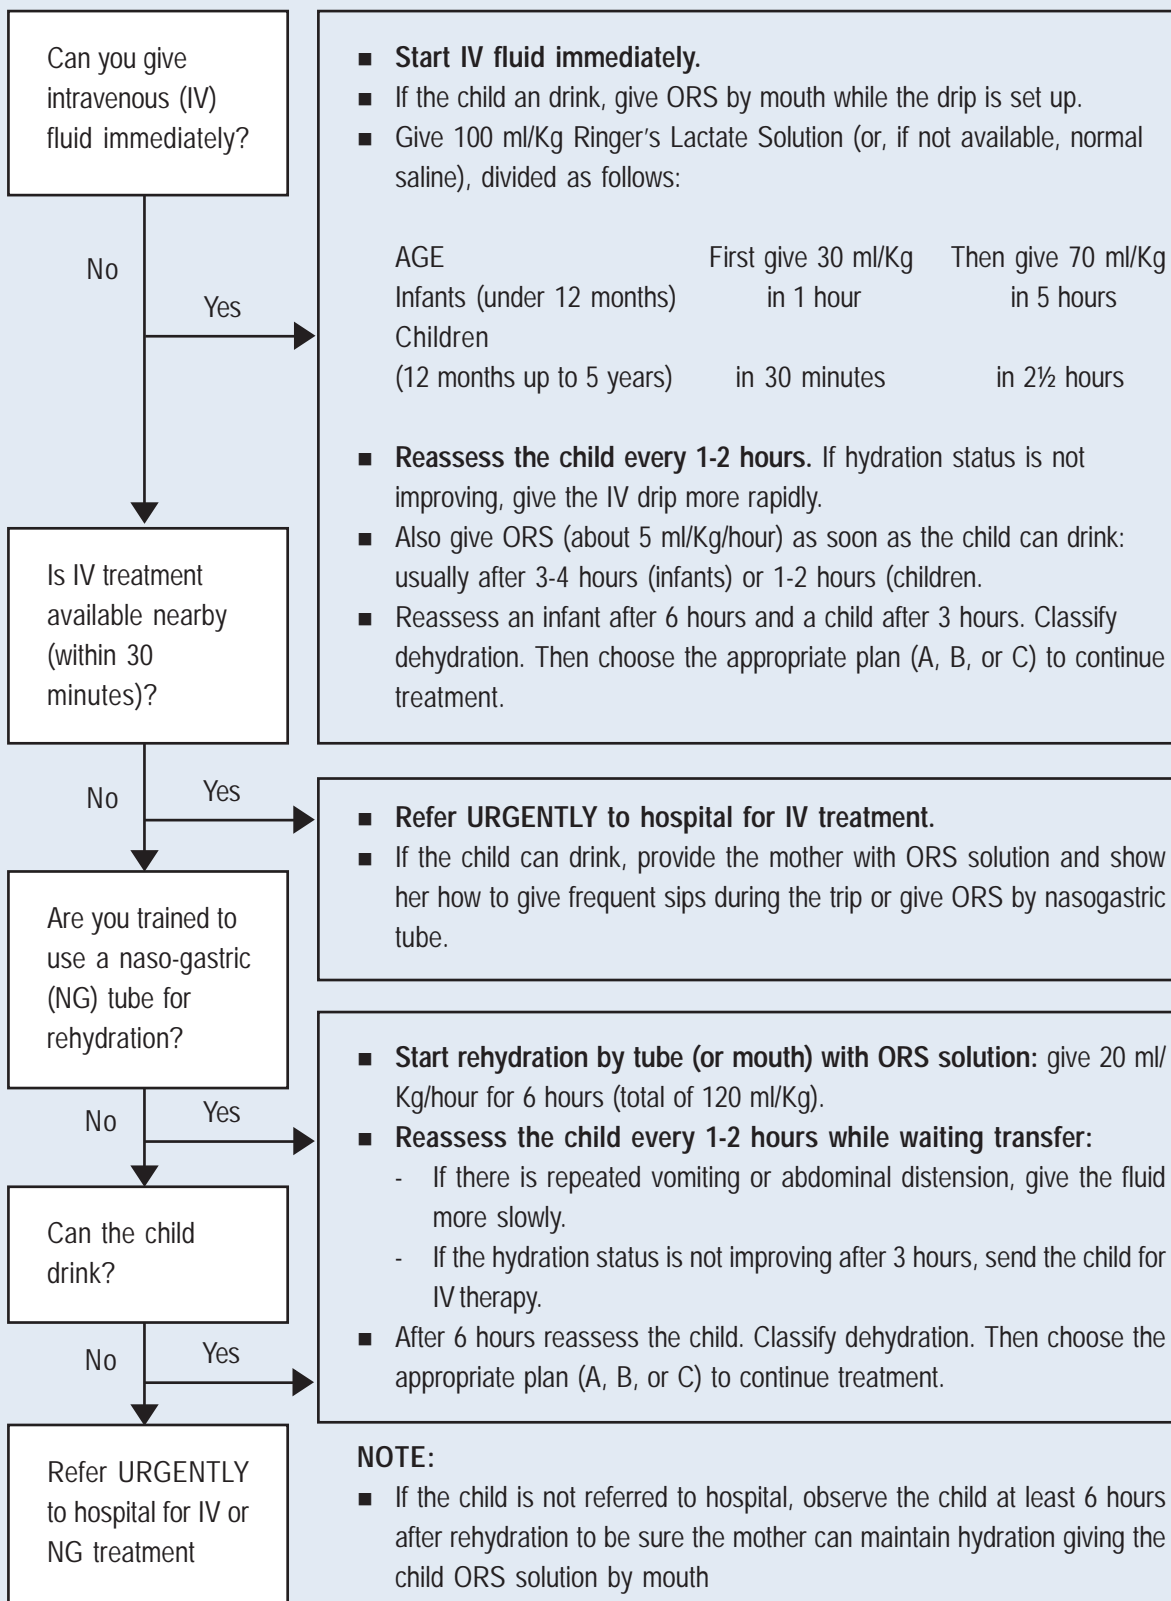 Can you give
intravenous (IV)
fluid immediately?
No
Yes
■ Start IV fluid immediately.
■ If the child an drink, give ORS by mouth while the drip is set up.
■ Give 100 ml/Kg Ringer's Lactate Solution (or, if not available, normal
saline), divided as follows:
AGE First give 30 ml/Kg Then give 70 ml/Kg
Infants (under 12 months) in 1 hour in 5 hours
Children
(12 months up to 5 years) in 30 minutes in 2½ hours
■ Reassess the child every 1-2 hours. If hydration status is not
improving, give the IV drip more rapidly.
■ Also give ORS (about 5 ml/Kg/hour) as soon as the child can drink:
usually after 3-4 hours (infants) or 1-2 hours (children.
■ Reassess an infant after 6 hours and a child after 3 hours. Classify
dehydration. Then choose the appropriate plan (A, B, or C) to continue
treatment.
Is IV treatment
available nearby
(within 30
minutes)?
No
Yes
■ Refer URGENTLY to hospital for IV treatment.
■ If the child can drink, provide the mother with ORS solution and show
her how to give frequent sips during the trip or give ORS by nasogastric
tube.
Are you trained to
use a naso-gastric
(NG) tube for
rehydration?
No
Yes
■ Start rehydration by tube (or mouth) with ORS solution: give 20 ml/
Kg/hour for 6 hours (total of 120 ml/Kg).
■ Reassess the child every 1-2 hours while waiting transfer:
- If there is repeated vomiting or abdominal distension, give the fluid
more slowly.
- If the hydration status is not improving after 3 hours, send the child for
IV therapy.
■ After 6 hours reassess the child. Classify dehydration. Then choose the
appropriate plan (A, B, or C) to continue treatment.
Can the child
drink?
No
Yes
Refer URGENTLY
to hospital for IV or
NG treatment
NOTE:
■ If the child is not referred to hospital, observe the child at least 6 hours
after rehydration to be sure the mother can maintain hydration giving the
child ORS solution by mouth